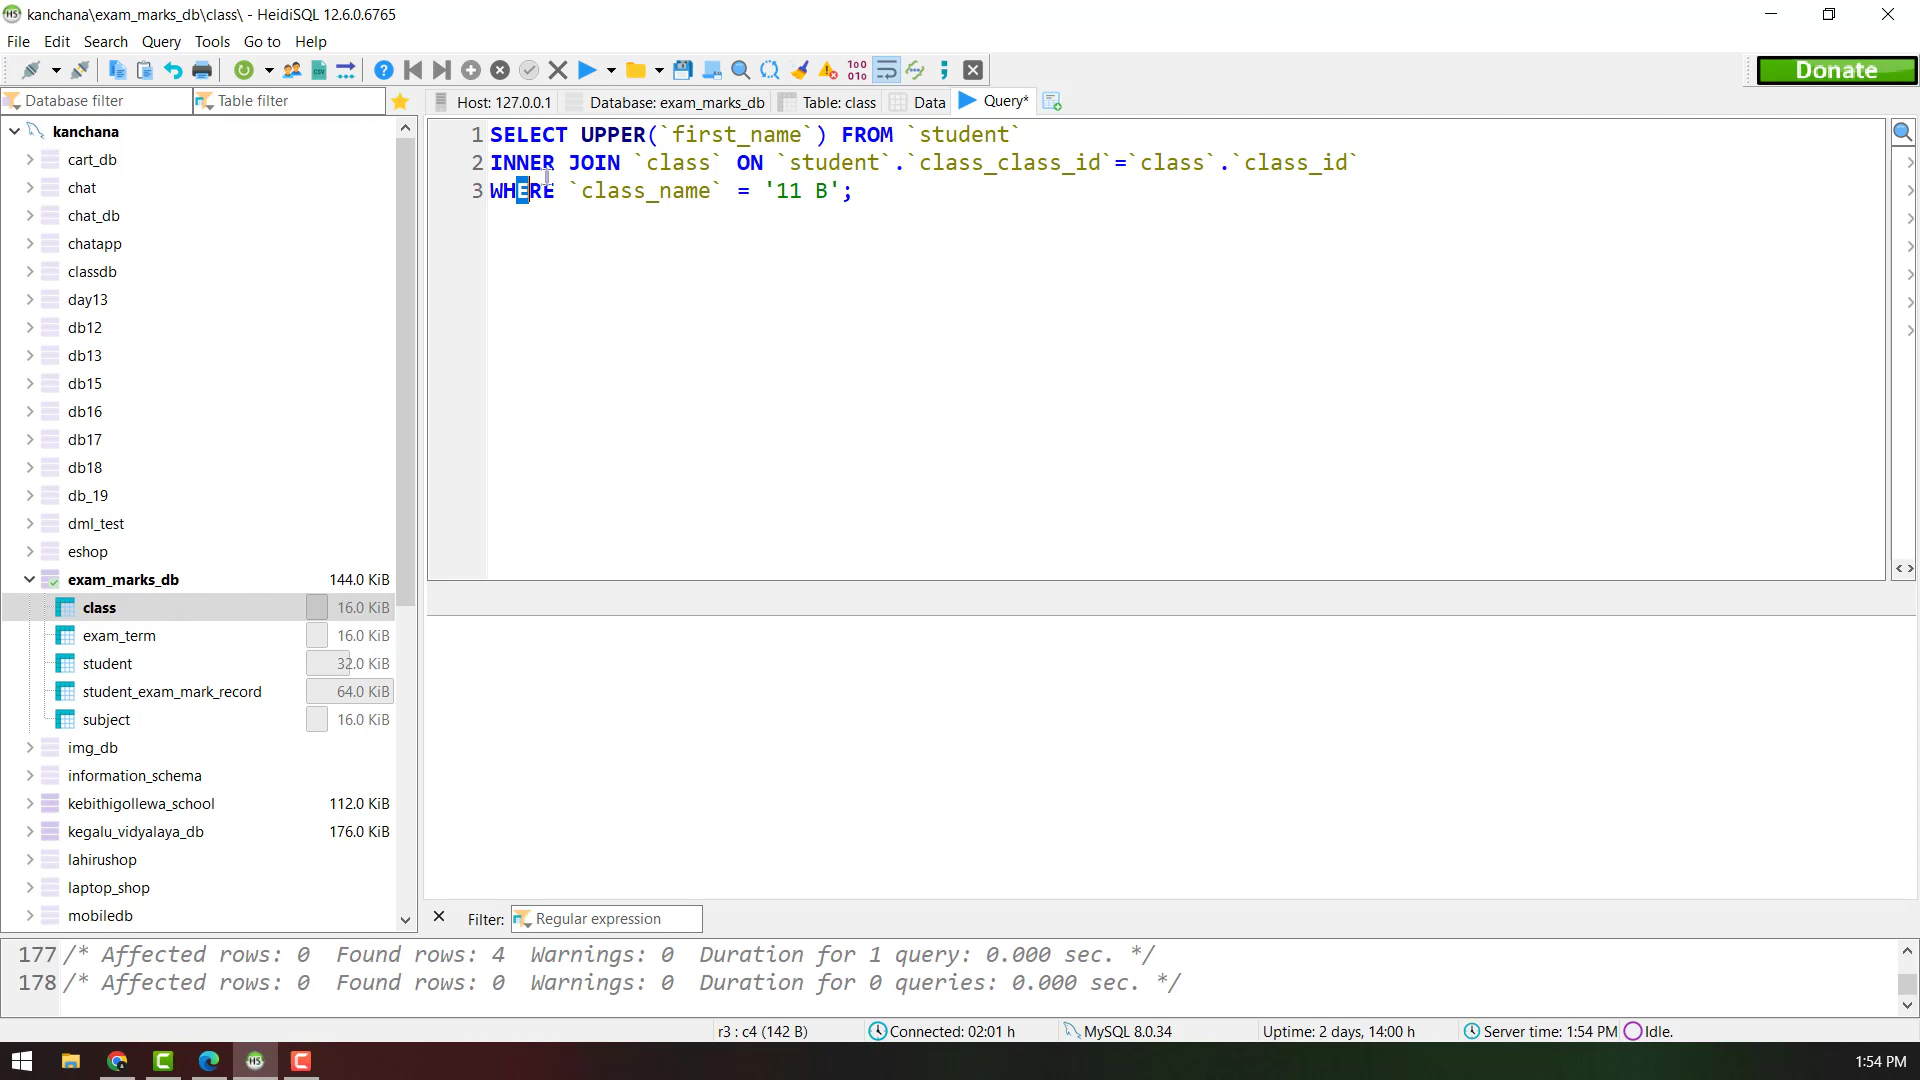 kanchana\exam_marks_db\class\ - HeidiSQL 12.6.0.6765
File Edit Search Query Tools Go to Help
Donate
Database filter Table filter
Host: 127.0.0.1 Database: exam_marks_db Table: class Data Query*
kanchana
cart_db
chat
chat_db
chatapp
classdb
day13
db12
db13
db15
db16
db17
db18
db_19
dml_test
eshop
exam_marks_db 144.0 KiB
class 16.0 KiB
exam_term 16.0 KiB
student 32.0 KiB
student_exam_mark_record 64.0 KiB
subject 16.0 KiB
img_db
information_schema
kebithigollewa_school 112.0 KiB
kegalu_vidyalaya_db 176.0 KiB
lahirushop
laptop_shop
mobiledb
1 SELECT UPPER(`first_name`) FROM `student`
2 INNER JOIN `class` ON `student`.`class_class_id`=`class`.`class_id`
3 WHERE `class_name` = '11 B';
Filter: Regular expression
177 /* Affected rows: 0 Found rows: 4 Warnings: 0 Duration for 1 query: 0.000 sec. */
178 /* Affected rows: 0 Found rows: 0 Warnings: 0 Duration for 0 queries: 0.000 sec. */
r3 : c4 (142 B) Connected: 02:01 h MySQL 8.0.34 Uptime: 2 days, 14:00 h Server time: 1:54 PM Idle.
1:54 PM